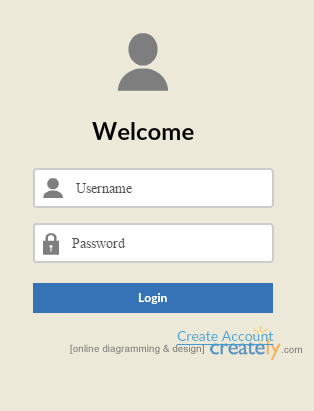 Welcome
Username
Password
Login
Create Account
[online diagramming & design] creately.com